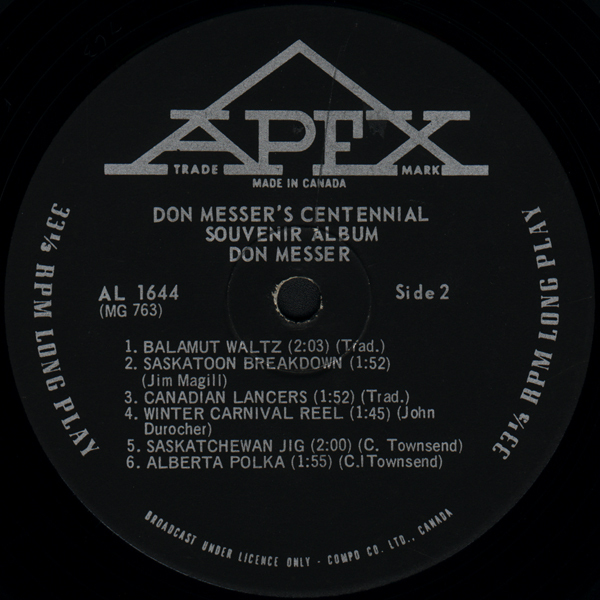 APEX
TRADE MARK
MADE IN CANADA
DON MESSER'S CENTENNIAL
SOUVENIR ALBUM
DON MESSER
AL 1644
Side 2
(MG 763)
33⅓ RPM LONG PLAY
33⅓ RPM LONG PLAY
1. BALAMUT WALTZ (2:03) (Trad.)
2. SASKATOON BREAKDOWN (1:52)
(Jim Magill)
3. CANADIAN LANCERS (1:52) (Trad.)
4. WINTER CARNIVAL REEL (1:45) (John
Durocher)
5. SASKATCHEWAN JIG (2:00) (C. Townsend)
6. ALBERTA POLKA (1:55) (C.I Townsend)
BROADCAST UNDER LICENCE ONLY - COMPO CO. LTD., CANADA